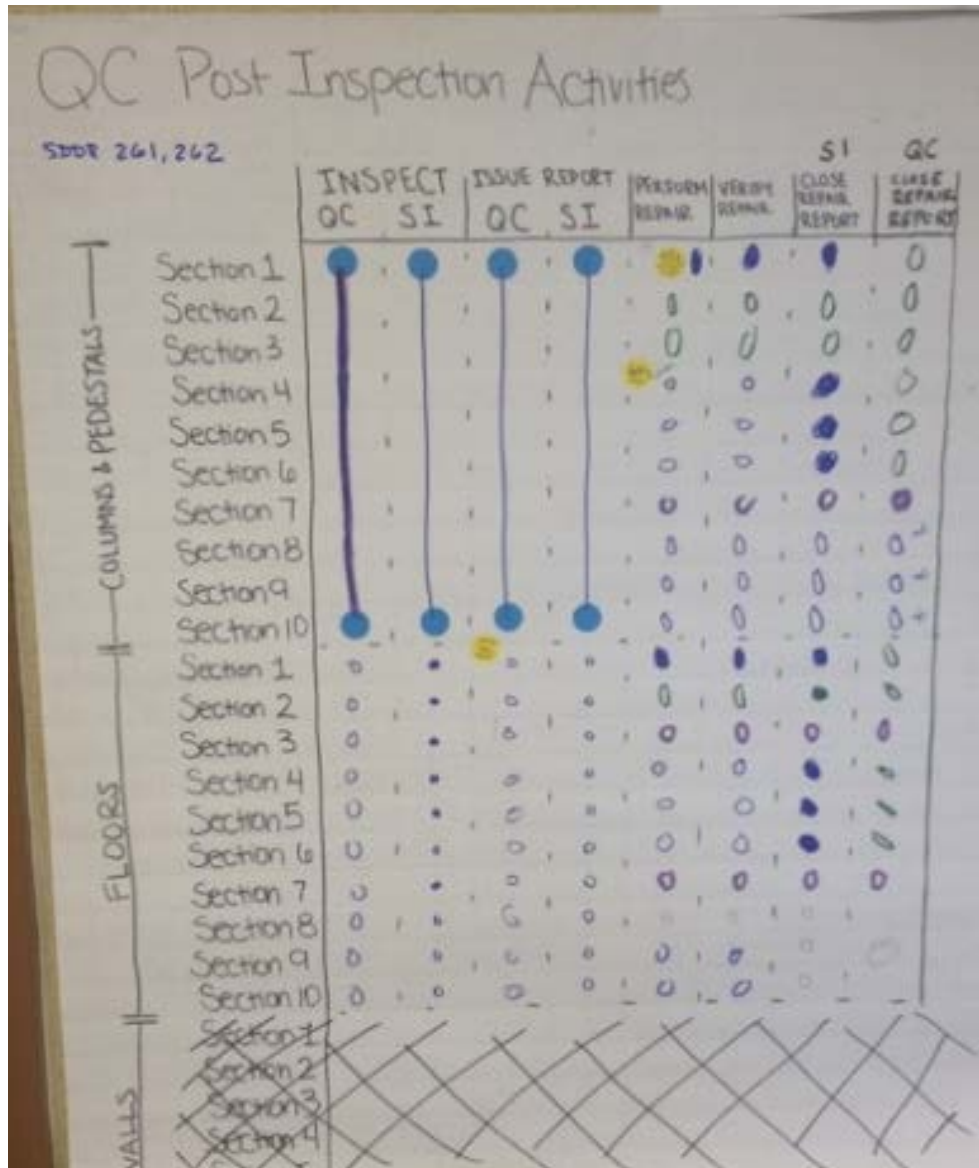 QC Post Inspection Activities
SI QC
INSPECT ISSUE REPORT PERFORM REPAIR VERIFY REPAIR CLOSE REPAIR REPORT CLOSE REPAIR REPORT
QC SI QC SI
COLUMNS & PEDESTALS
Section 1
Section 2
Section 3
Section 4
Section 5
Section 6
Section 7
Section 8
Section 9
Section 10
FLOORS
Section 1
Section 2
Section 3
Section 4
Section 5
Section 6
Section 7
Section 8
Section 9
Section 10
WALLS
Section 1
Section 2
Section 3
Section 4